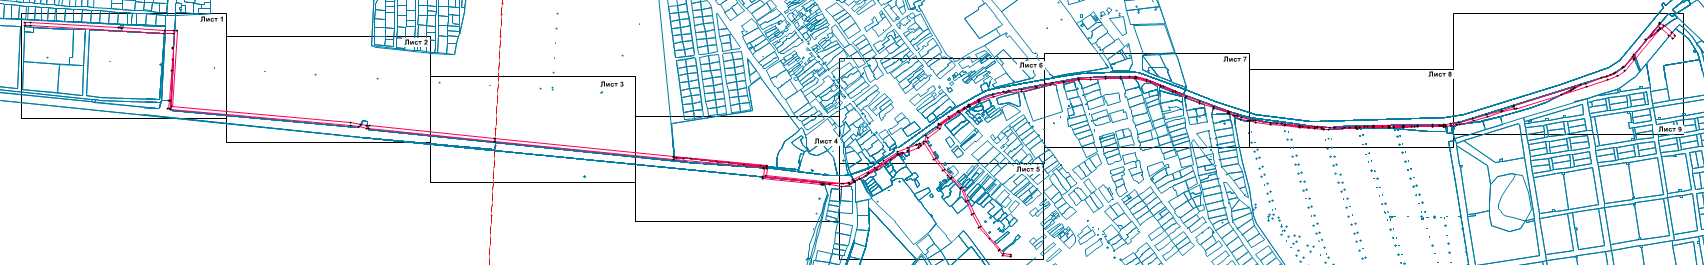 Лист 1
Лист 2
Лист 3
Лист 4
Лист 5
Лист 6
Лист 7
Лист 8
Лист 9